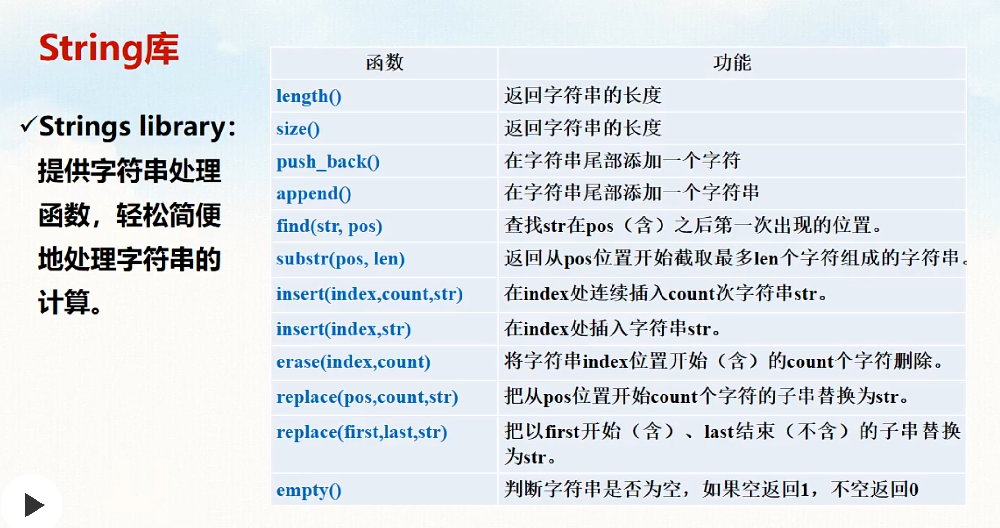 String库
✓Strings library：
提供字符串处理
函数，轻松简便
地处理字符串的
计算。
函数 功能
length() 返回字符串的长度
size() 返回字符串的长度
push_back() 在字符串尾部添加一个字符
append() 在字符串尾部添加一个字符串
find(str, pos) 查找str在pos（含）之后第一次出现的位置。
substr(pos, len) 返回从pos位置开始截取最多len个字符组成的字符串。
insert(index,count,str) 在index处连续插入count次字符串str。
insert(index,str) 在index处插入字符串str。
erase(index,count) 将字符串index位置开始（含）的count个字符删除。
replace(pos,count,str) 把从pos位置开始count个字符的子串替换为str。
replace(first,last,str) 把以first开始（含）、last结束（不含）的子串替换
为str。
empty() 判断字符串是否为空，如果空返回1，不空返回0